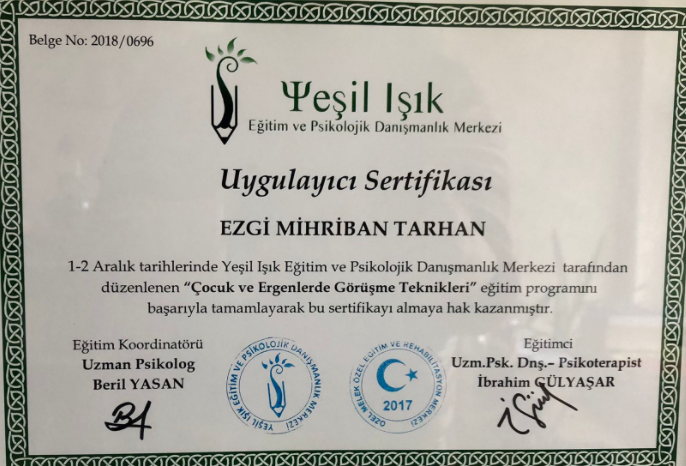 Belge No: 2018/0696
Ψeşil Işık
Eğitim ve Psikolojik Danışmanlık Merkezi
Uygulayıcı Sertifikası
EZGİ MİHRİBAN TARHAN
1-2 Aralık tarihlerinde Yeşil Işık Eğitim ve Psikolojik Danışmanlık Merkezi tarafından
düzenlenen “Çocuk ve Ergenlerde Görüşme Teknikleri” eğitim programını
başarıyla tamamlayarak bu sertifikayı almaya hak kazanmıştır.
Eğitim Koordinatörü
Uzman Psikolog
Beril YASAN
YEŞİL IŞIK EĞİTİM VE PSİKOLOJİK DANIŞMANLIK MERKEZİ
ÖZEL MELEK ÖZEL EĞİTİM VE REHABİLİTASYON MERKEZİ
2017
Eğitimci
Uzm.Psk. Dnş.– Psikoterapist
İbrahim GÜLYAŞAR